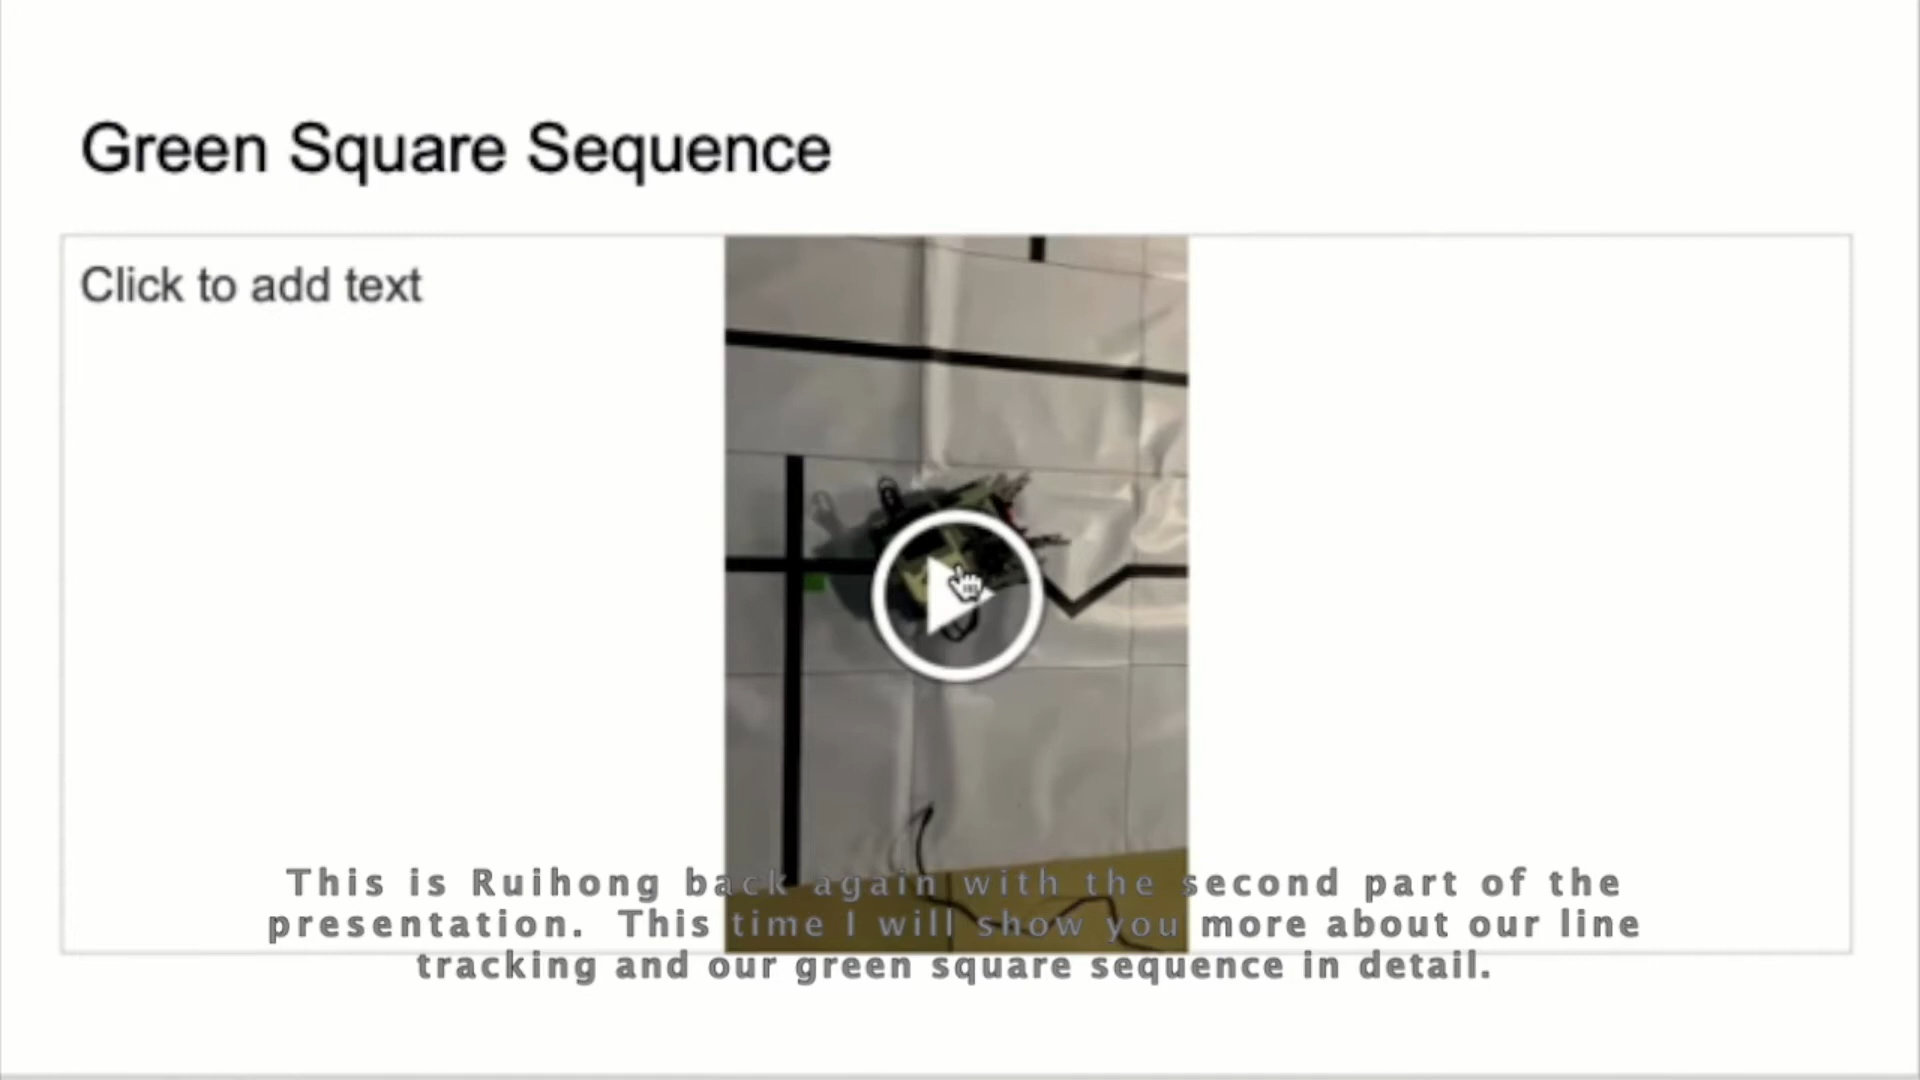 Green Square Sequence
Click to add text
This is Ruihong back again with the second part of the
presentation. This time I will show you more about our line
tracking and our green square sequence in detail.